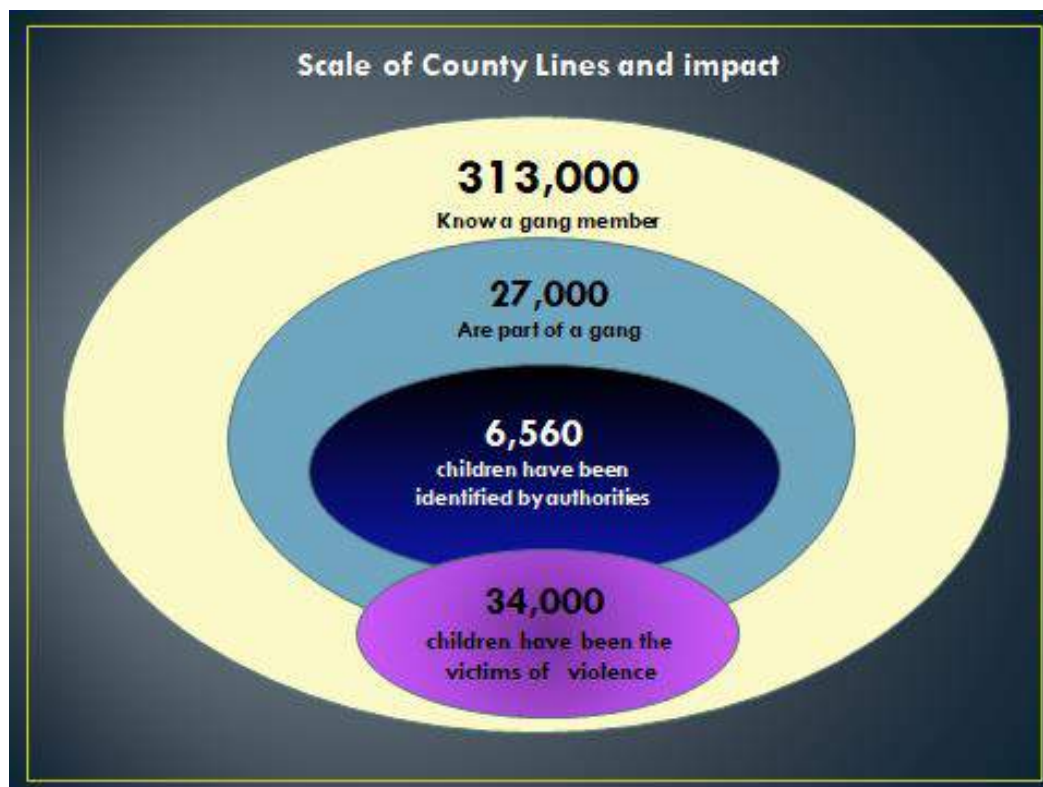 Scale of County Lines and impact
313,000
Know a gang member
27,000
Are part of a gang
6,560
children have been
identified by authorities
34,000
children have been the
victims of violence